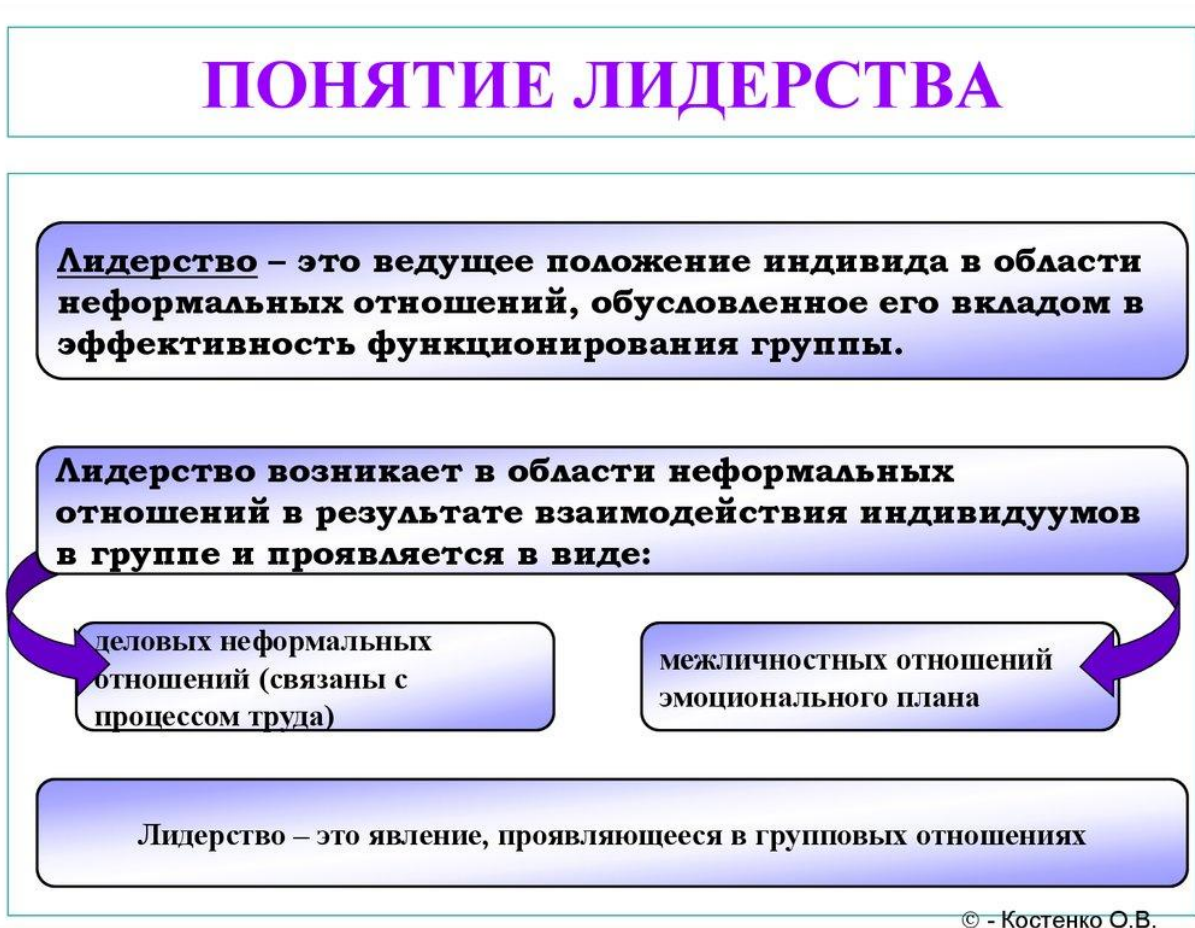 ПОНЯТИЕ ЛИДЕРСТВА
Лидерство – это ведущее положение индивида в области
неформальных отношений, обусловленное его вкладом в
эффективность функционирования группы.
Лидерство возникает в области неформальных
отношений в результате взаимодействия индивидуумов
в группе и проявляется в виде:
деловых неформальных
отношений (связаны с
процессом труда)
межличностных отношений
эмоционального плана
Лидерство – это явление, проявляющееся в групповых отношениях
© - Костенко О.В.